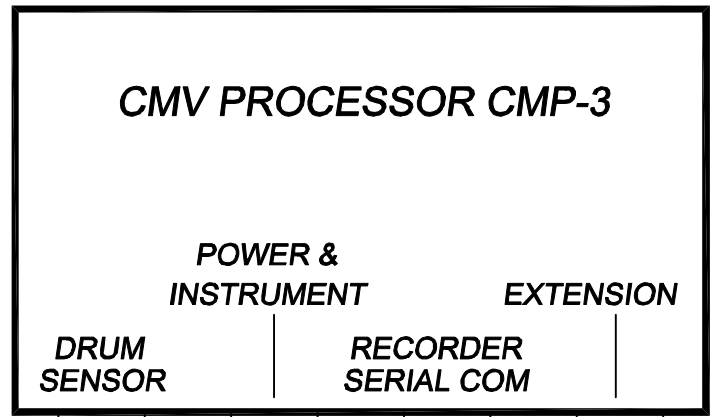 CMV PROCESSOR CMP-3
POWER &
INSTRUMENT
EXTENSION
DRUM
SENSOR
RECORDER
SERIAL COM